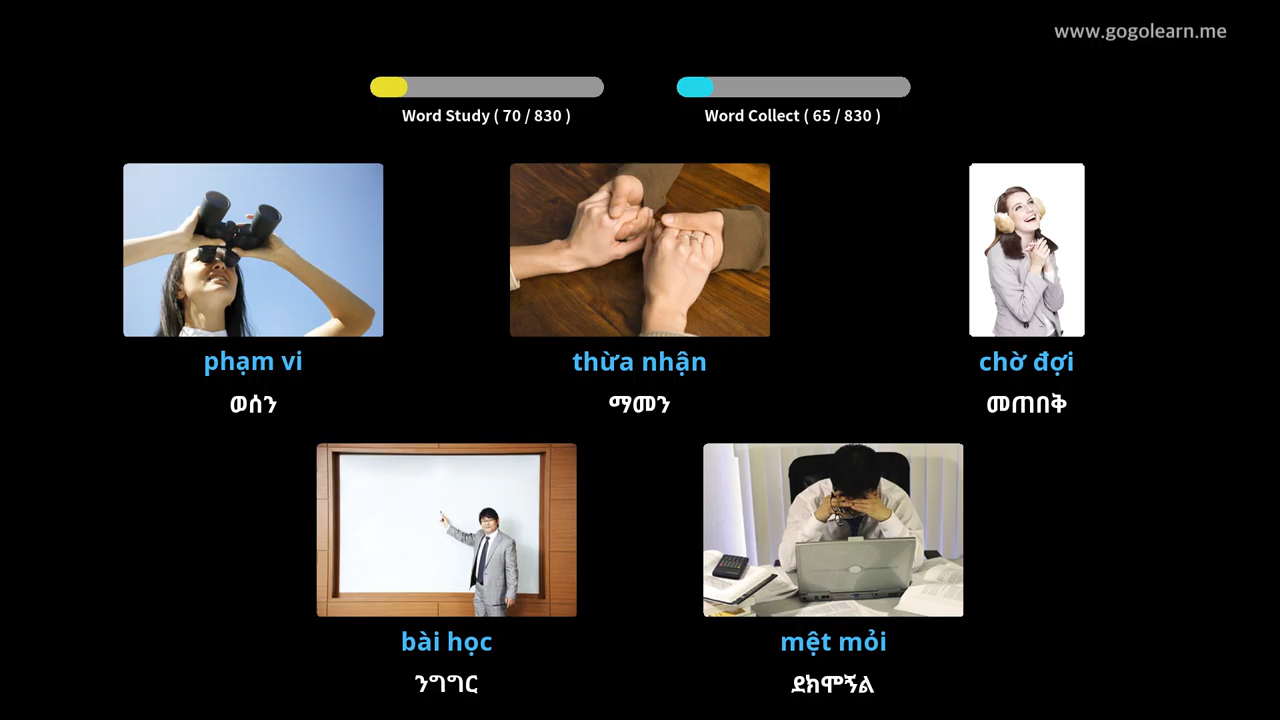 www.gogolearn.me
Word Study ( 70 / 830 )
Word Collect ( 65 / 830 )
phạm vi
thừa nhận
chờ đợi
ወሰን
ማመን
መጠበቅ
bài học
mệt mỏi
ንግግር
ደክሞኝል